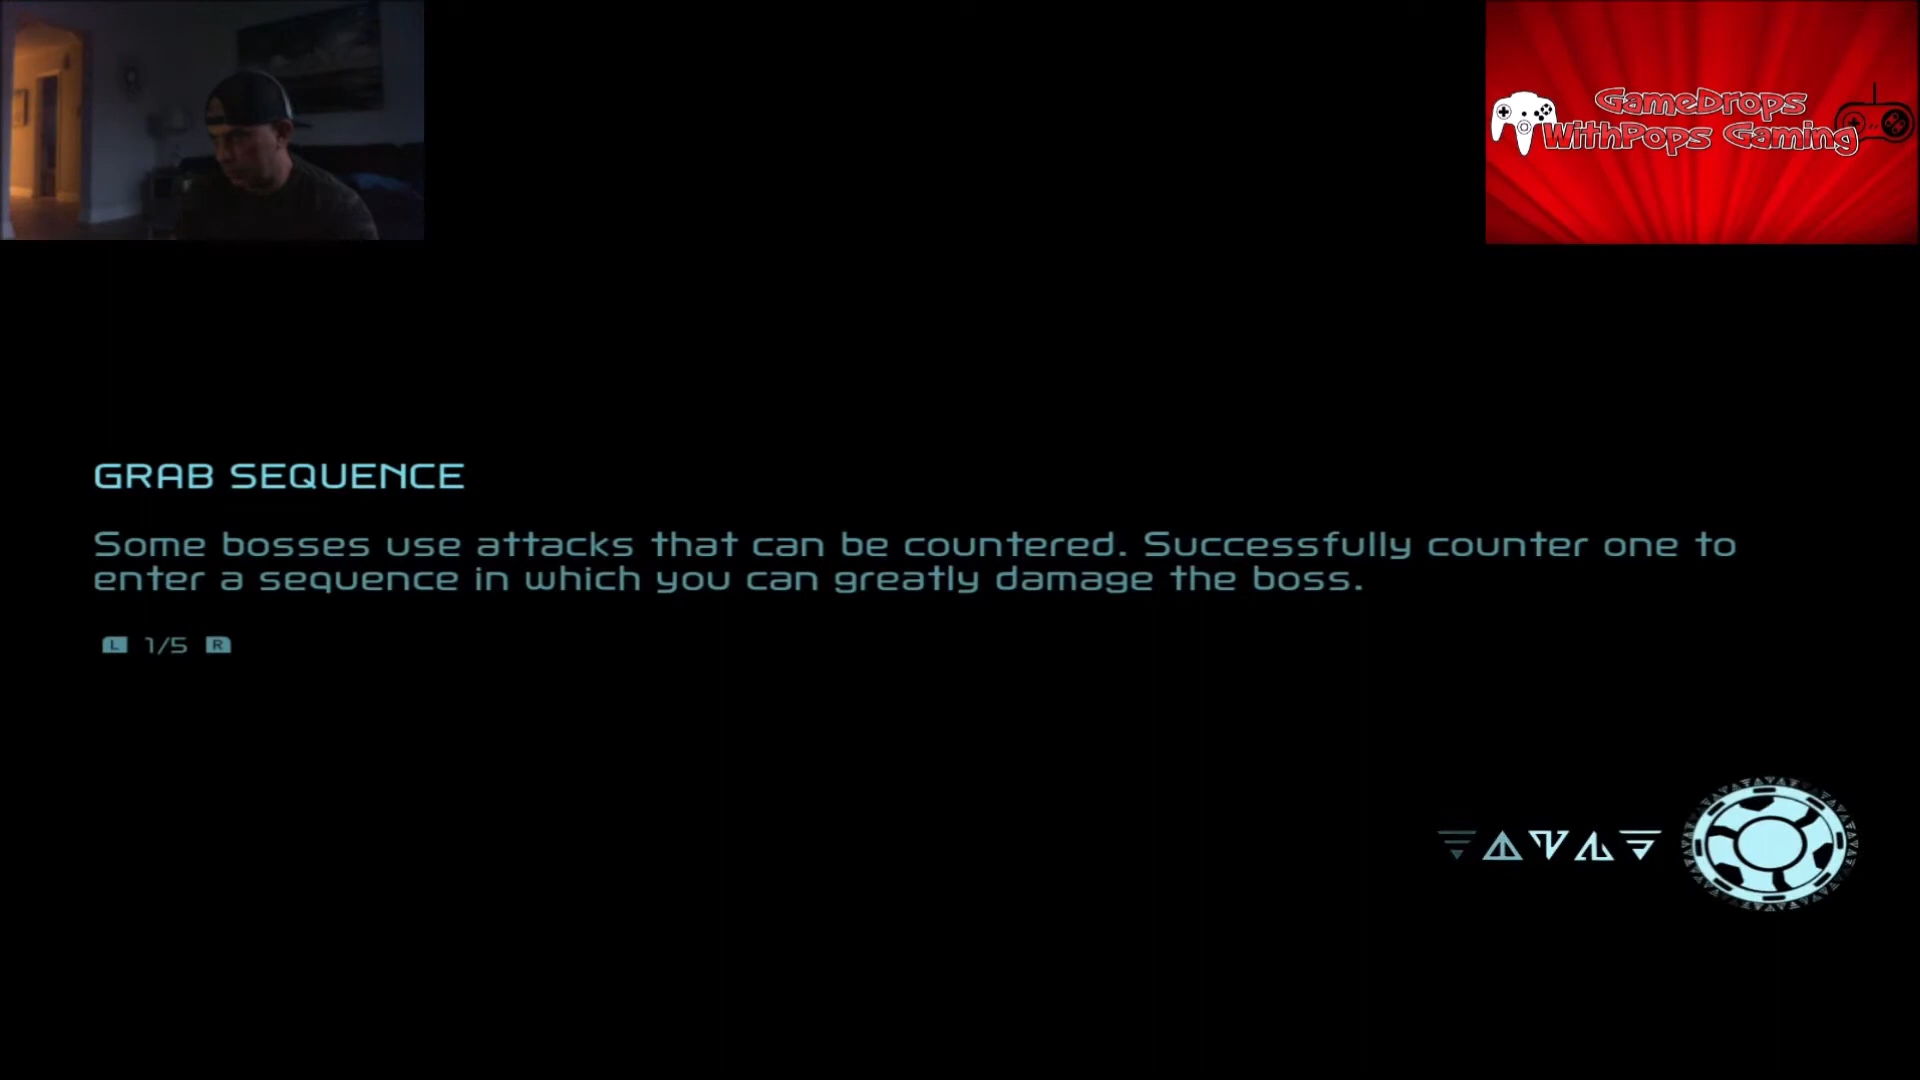 GameDrops
WithPops Gaming
GRAB SEQUENCE
Some bosses use attacks that can be countered. Successfully counter one to
enter a sequence in which you can greatly damage the boss.
L 1/5 R